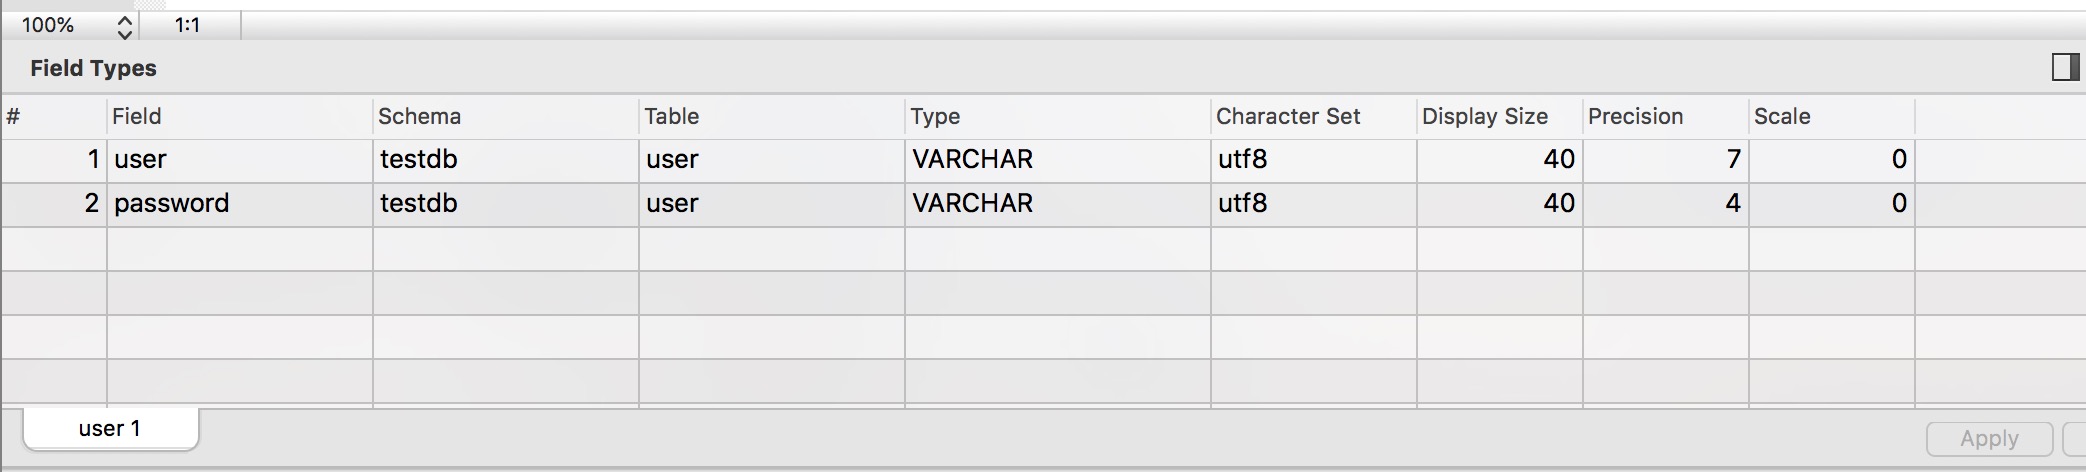 100% 1:1
Field Types
# Field Schema Table Type Character Set Display Size Precision Scale
1 user testdb user VARCHAR utf8 40 7 0
2 password testdb user VARCHAR utf8 40 4 0
user 1 Apply